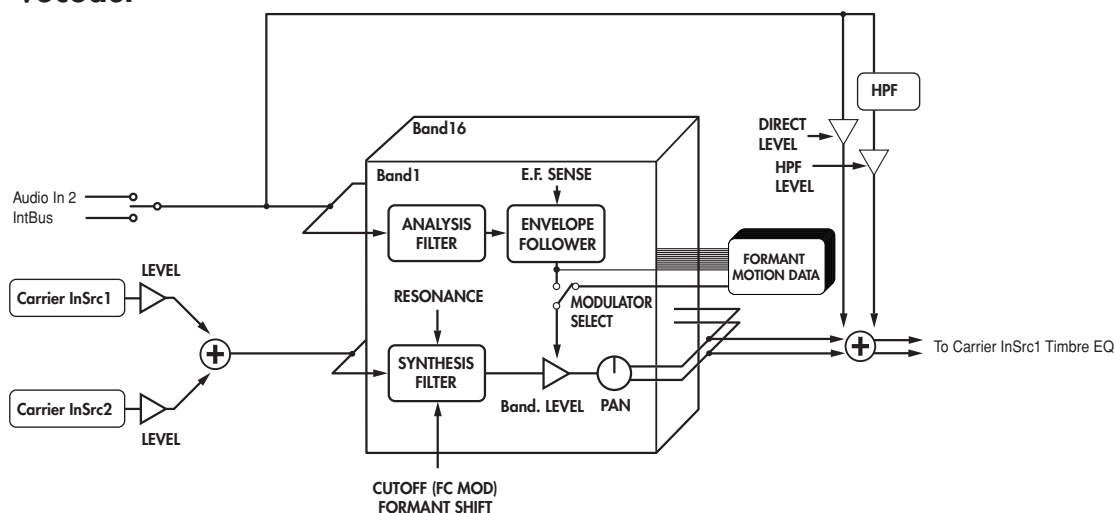 Vocoder
HPF
DIRECT
LEVEL
HPF
LEVEL
Band16
Band1
E.F. SENSE
Audio In 2
IntBus
ANALYSIS
FILTER
ENVELOPE
FOLLOWER
FORMANT
MOTION DATA
LEVEL
Carrier InSrc1
RESONANCE
MODULATOR
SELECT
SYNTHESIS
FILTER
To Carrier InSrc1 Timbre EQ
Carrier InSrc2
LEVEL
Band. LEVEL
PAN
CUTOFF (FC MOD)
FORMANT SHIFT